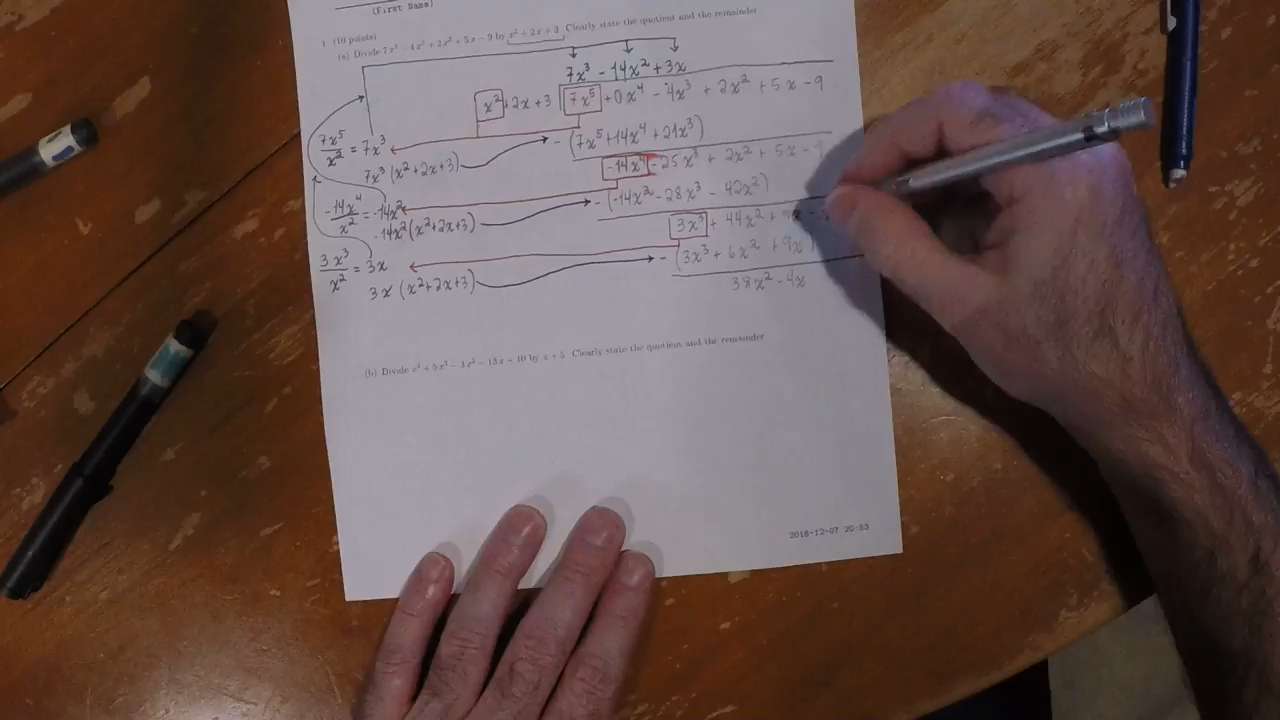 (First Name)
1 (10 points)
(a) Divide 7x⁵ − 4x³ + 2x² + 5x − 9 by x² + 2x + 3 Clearly state the quotient and the remainder
7x³ − 14x² + 3x
x² + 2x + 3 7x⁵ + 0x⁴ − 4x³ + 2x² + 5x − 9
7x⁵/x² = 7x³ − (7x⁵ + 14x⁴ + 21x³)
7x³ (x² + 2x + 3) −14x⁴ − 25x³ + 2x² + 5x −
−14x⁴/x² = −14x² − (−14x² − 28x³ − 42x²)
−14x² (x² + 2x + 3) 3x³ + 44x² +
3x³/x² = 3x − (3x³ + 6x² + 9x)
3x (x² + 2x + 3) 38x² − 4x
(b) Divide x⁴ + 5x³ − 3x² − 13x + 10 by x + 5 Clearly state the quotient and the remainder
2016-12-07 20:53